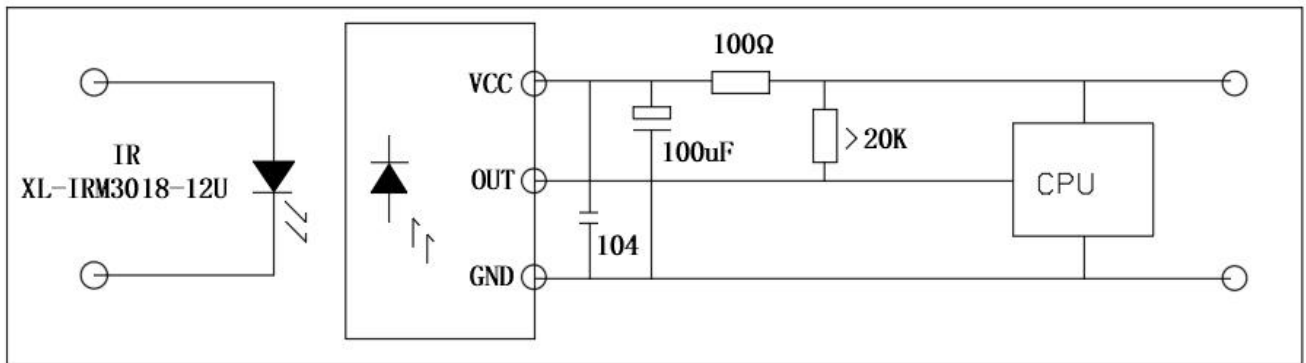 100Ω
VCC
IR
XL-IRM3018-12U
100uF
>20K
OUT
CPU
104
GND